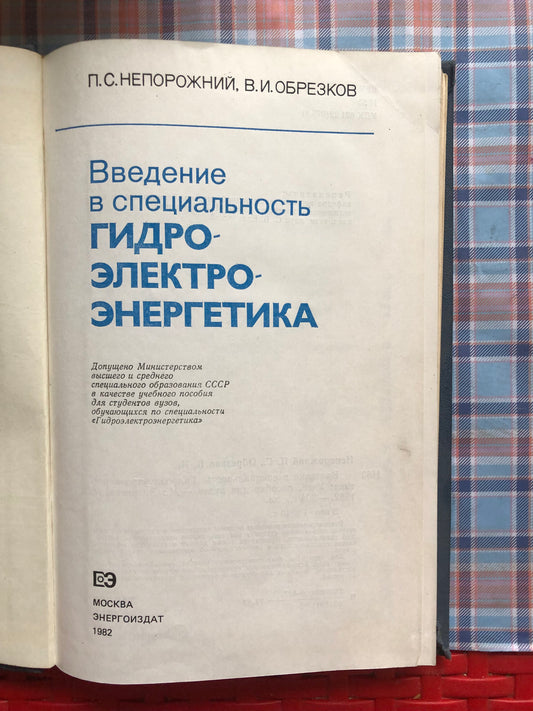 П. С. НЕПОРОЖНИЙ, В. И. ОБРЕЗКОВ
Введение
в специальность
ГИДРО-
ЭЛЕКТРО-
ЭНЕРГЕТИКА
Допущено Министерством
высшего и среднего
специального образования СССР
в качестве учебного пособия
для студентов вузов,
обучающихся по специальности
«Гидроэлектроэнергетика»
МОСКВА
ЭНЕРГОИЗДАТ
1982